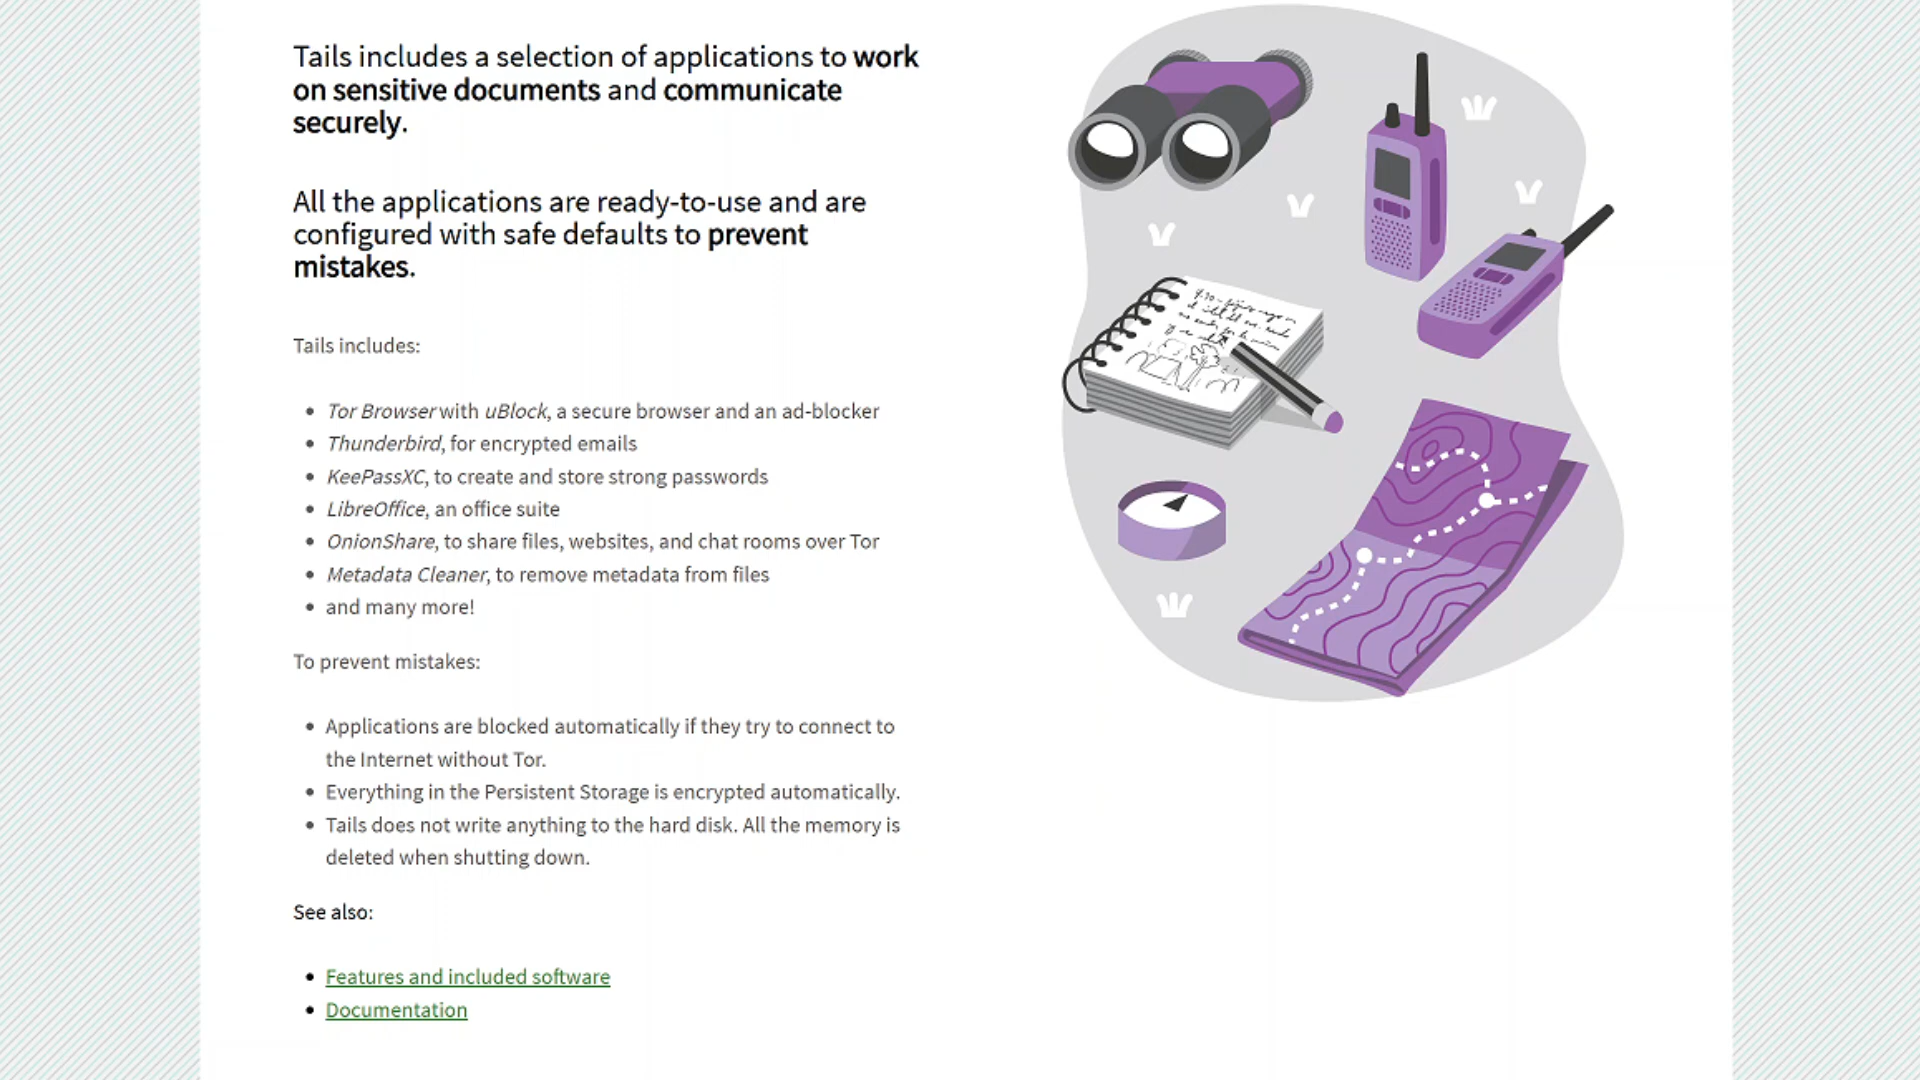 Tails includes a selection of applications to work
on sensitive documents and communicate
securely.
All the applications are ready-to-use and are
configured with safe defaults to prevent
mistakes.
Tails includes:
• Tor Browser with uBlock, a secure browser and an ad-blocker
• Thunderbird, for encrypted emails
• KeePassXC, to create and store strong passwords
• LibreOffice, an office suite
• OnionShare, to share files, websites, and chat rooms over Tor
• Metadata Cleaner, to remove metadata from files
• and many more!
To prevent mistakes:
• Applications are blocked automatically if they try to connect to
the Internet without Tor.
• Everything in the Persistent Storage is encrypted automatically.
• Tails does not write anything to the hard disk. All the memory is
deleted when shutting down.
See also:
• Features and included software
• Documentation